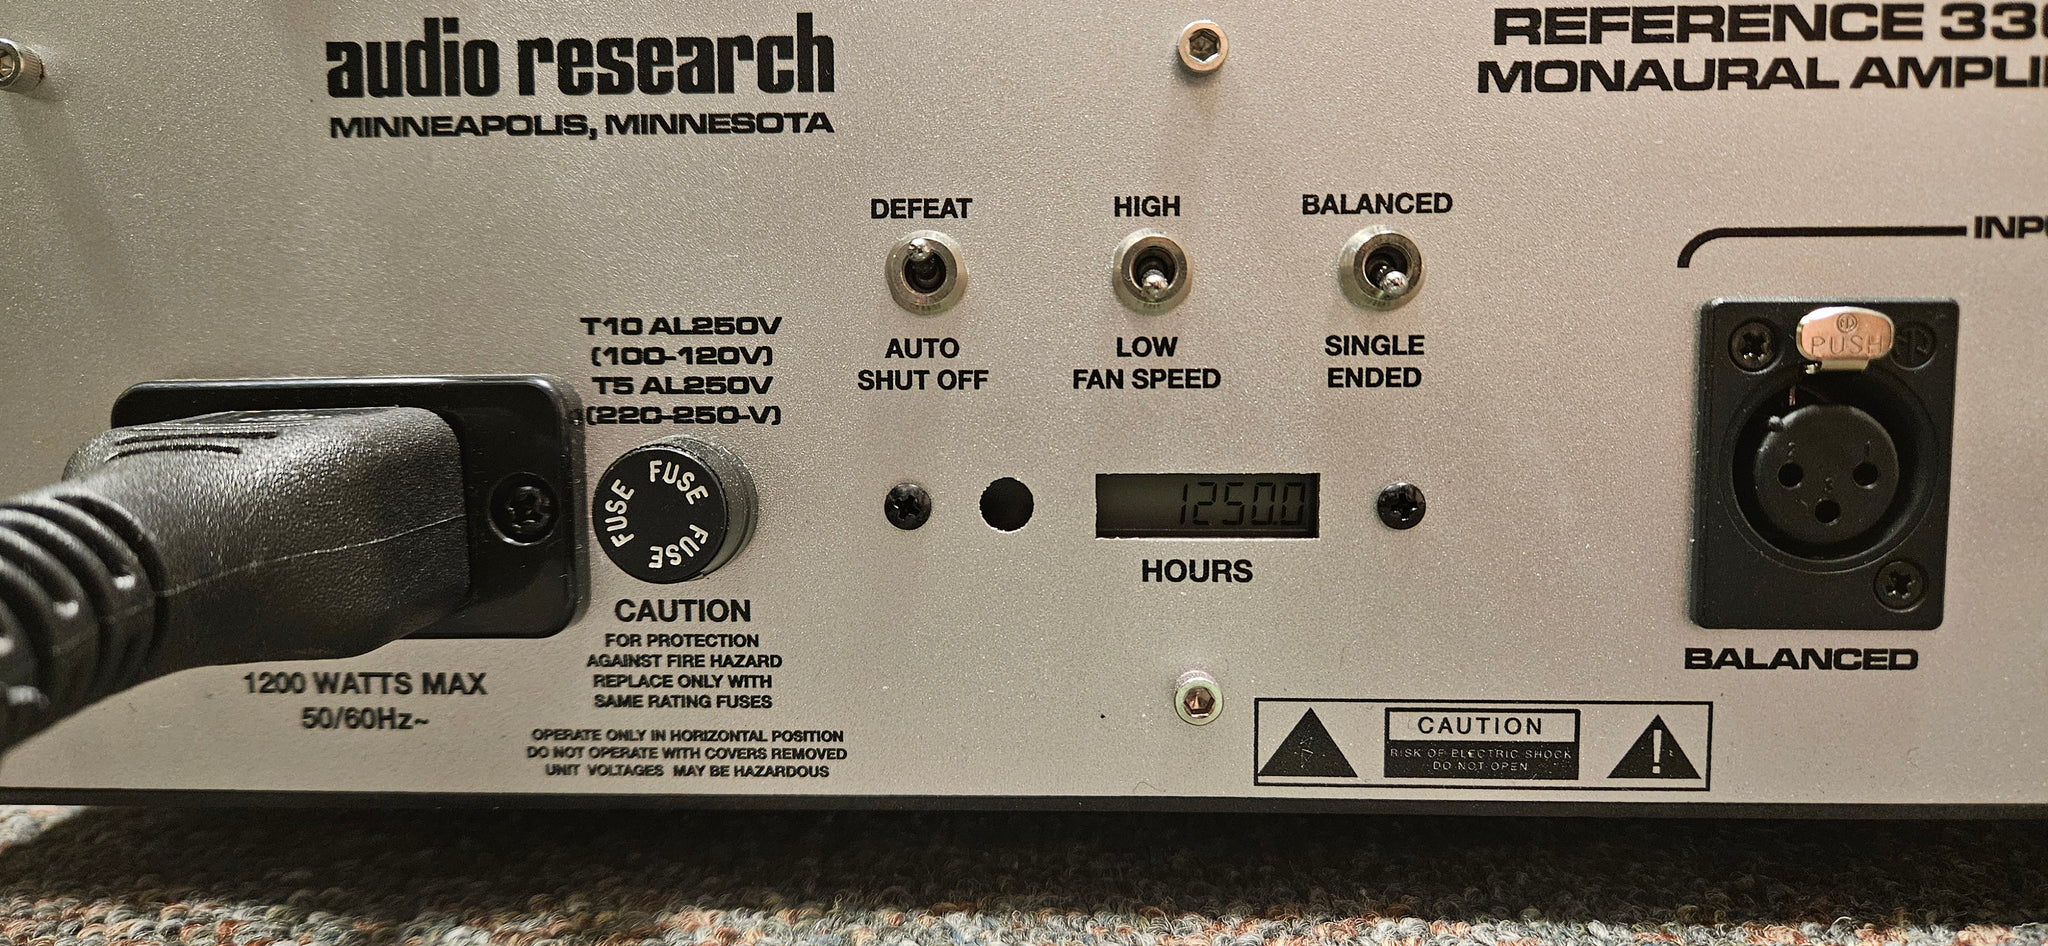 audio research
MINNEAPOLIS, MINNESOTA
REFERENCE 330
MONAURAL AMPLI
DEFEAT
HIGH
BALANCED
AUTO
SHUT OFF
LOW
FAN SPEED
SINGLE
ENDED
INPU
T10 AL250V
(100-120V)
T5 AL250V
(220-250-V)
FUSE
FUSE
FUSE
1250.0
HOURS
PUSH
BALANCED
CAUTION
FOR PROTECTION
AGAINST FIRE HAZARD
REPLACE ONLY WITH
SAME RATING FUSES
1200 WATTS MAX
50/60Hz~
OPERATE ONLY IN HORIZONTAL POSITION
DO NOT OPERATE WITH COVERS REMOVED
UNIT VOLTAGES MAY BE HAZARDOUS
CAUTION
RISK OF ELECTRIC SHOCK
DO NOT OPEN